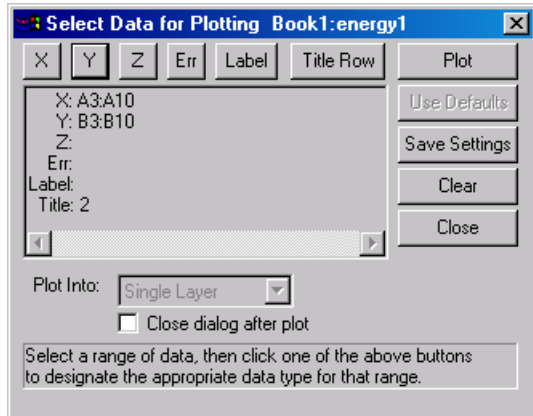 Select Data for Plotting Book1:energy1
X Y Z Err Label Title Row Plot
X: A3:A10
Y: B3:B10
Z:
Err:
Label:
Title: 2
Use Defaults
Save Settings
Clear
Close
Plot Into: Single Layer
Close dialog after plot
Select a range of data, then click one of the above buttons
to designate the appropriate data type for that range.